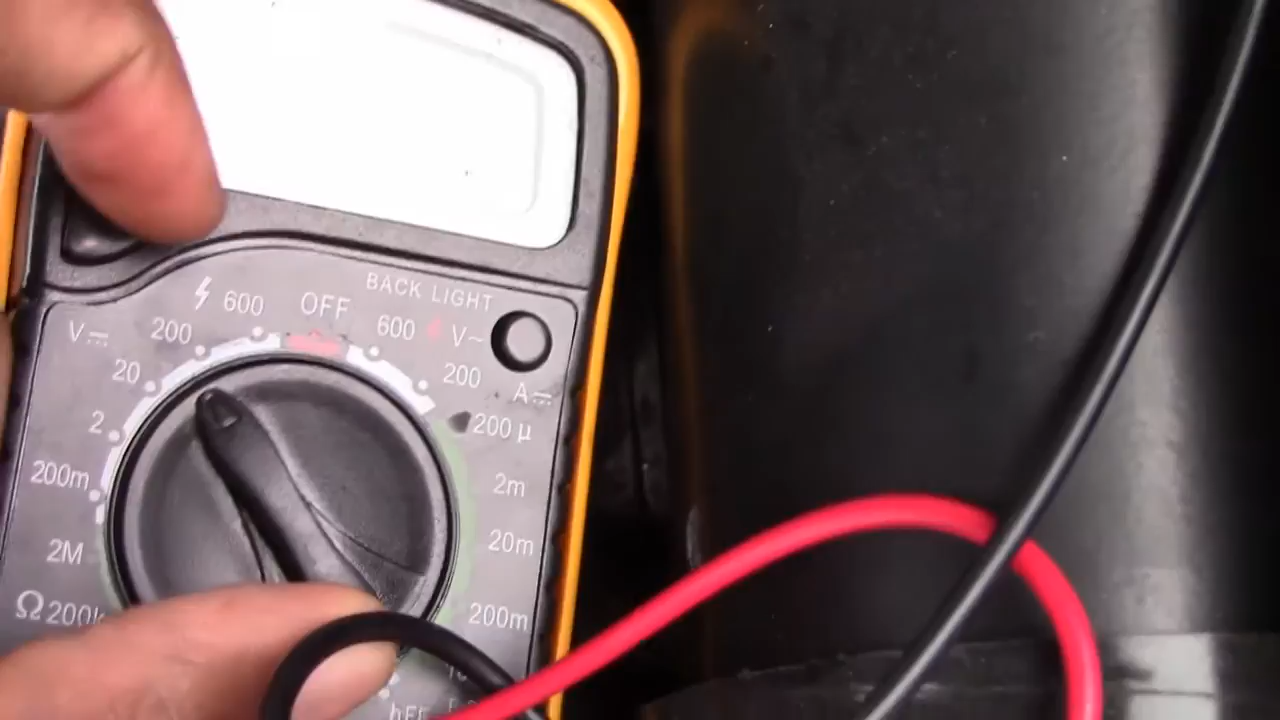 BACK LIGHT
600 OFF 600 V~
V⎓ 200 200
20 A⎓
2 200μ
200m 2m
2M 20m
Ω 200k 200m
hFE